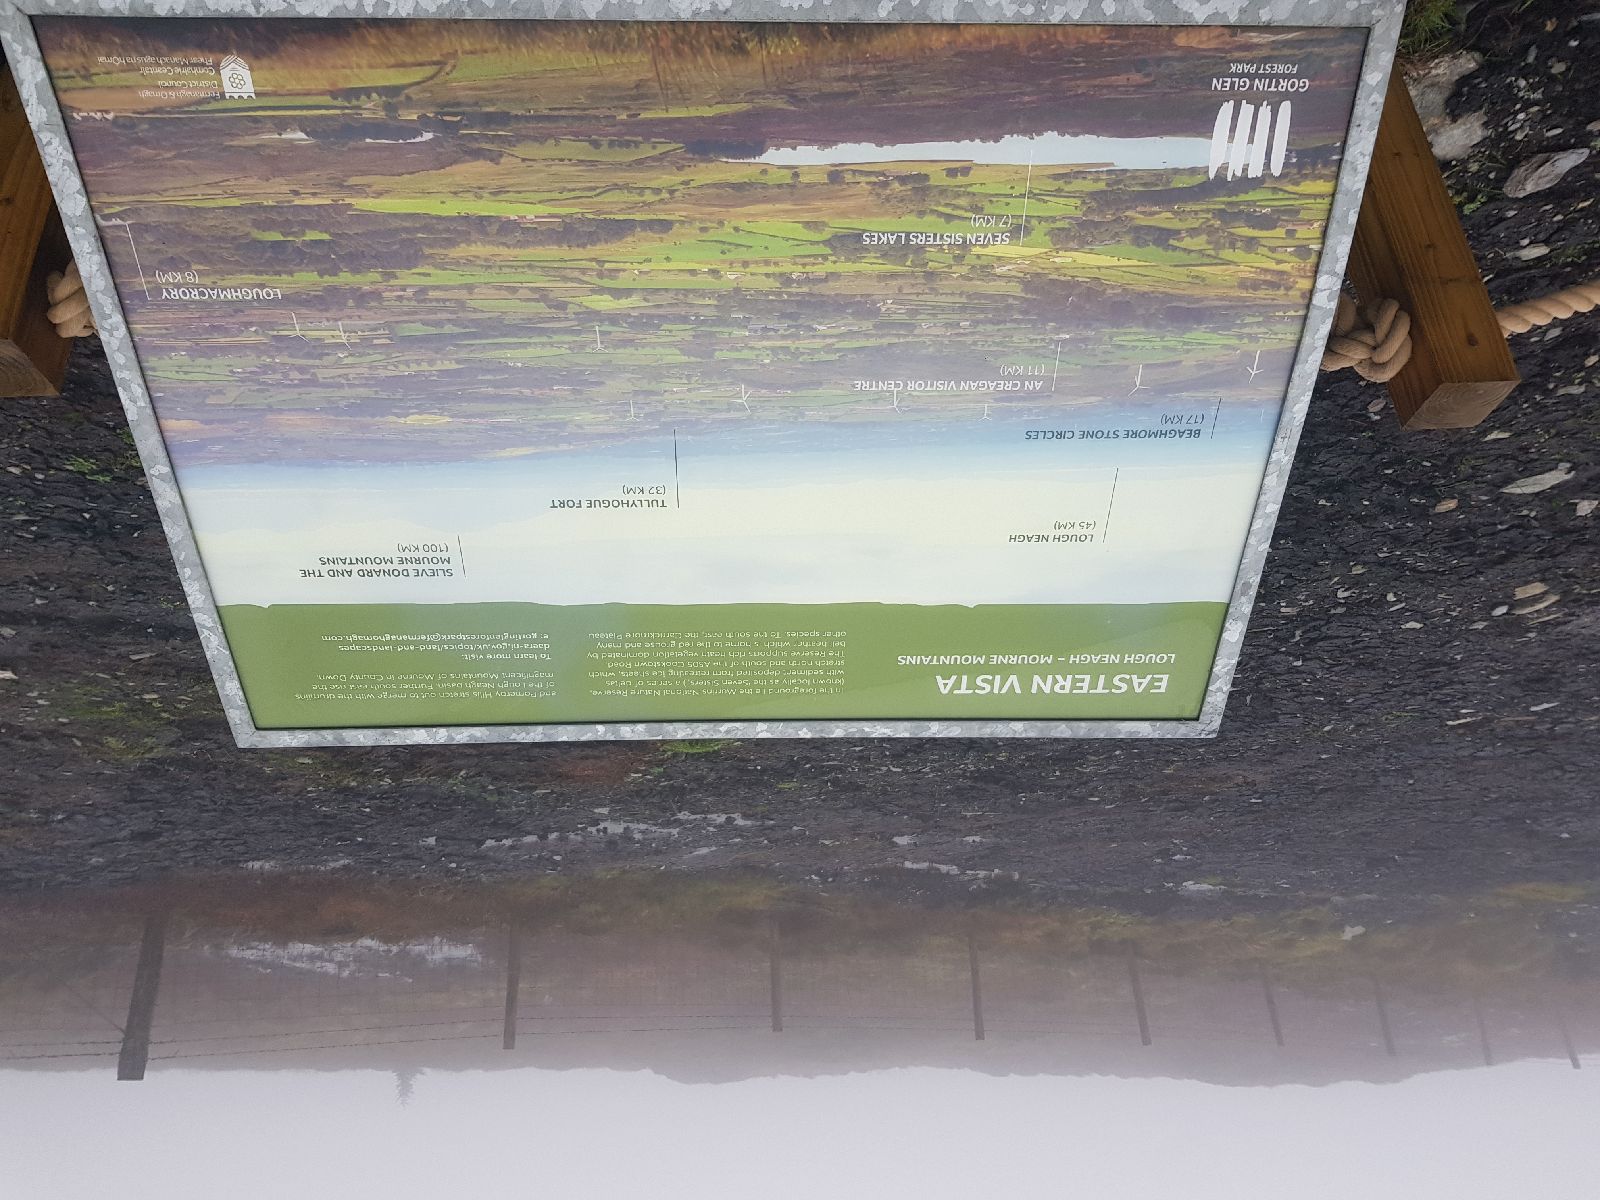 EASTERN VISTA
LOUGH NEAGH – MOURNE MOUNTAINS
In the foreground lie the Murrins National Nature Reserve,
(known locally as the 'Seven Sisters',) a series of deltas
with sediment deposited from retreating ice sheets, which
stretch north and south of the A505 Cookstown Road.
The Reserve supports rich heath vegetation dominated by
bell heather which is home to the red grouse and many
other species. To the south east, the Carrickmore Plateau
and Pomeroy Hills stretch out to merge with the drumlins
of the Lough Neagh basin. Further south east are the
magnificent Mountains of Mourne in County Down.
To learn more visit:
daera-ni.gov.uk/topics/land-and-landscapes
e: gortinglenforestpark@fermanaghomagh.com
SLIEVE DONARD AND THE
MOURNE MOUNTAINS
(100 KM)
LOUGH NEAGH
(45 KM)
TULLYHOGUE FORT
(32 KM)
BEAGHMORE STONE CIRCLES
(17 KM)
AN CREAGAN VISITOR CENTRE
(11 KM)
LOUGHMACRORY
(8 KM)
SEVEN SISTERS LAKES
(7 KM)
GORTIN GLEN
FOREST PARK
Fermanagh & Omagh
District Council
Comhairle Ceantair
Fhear Manach agus na hÓmaí